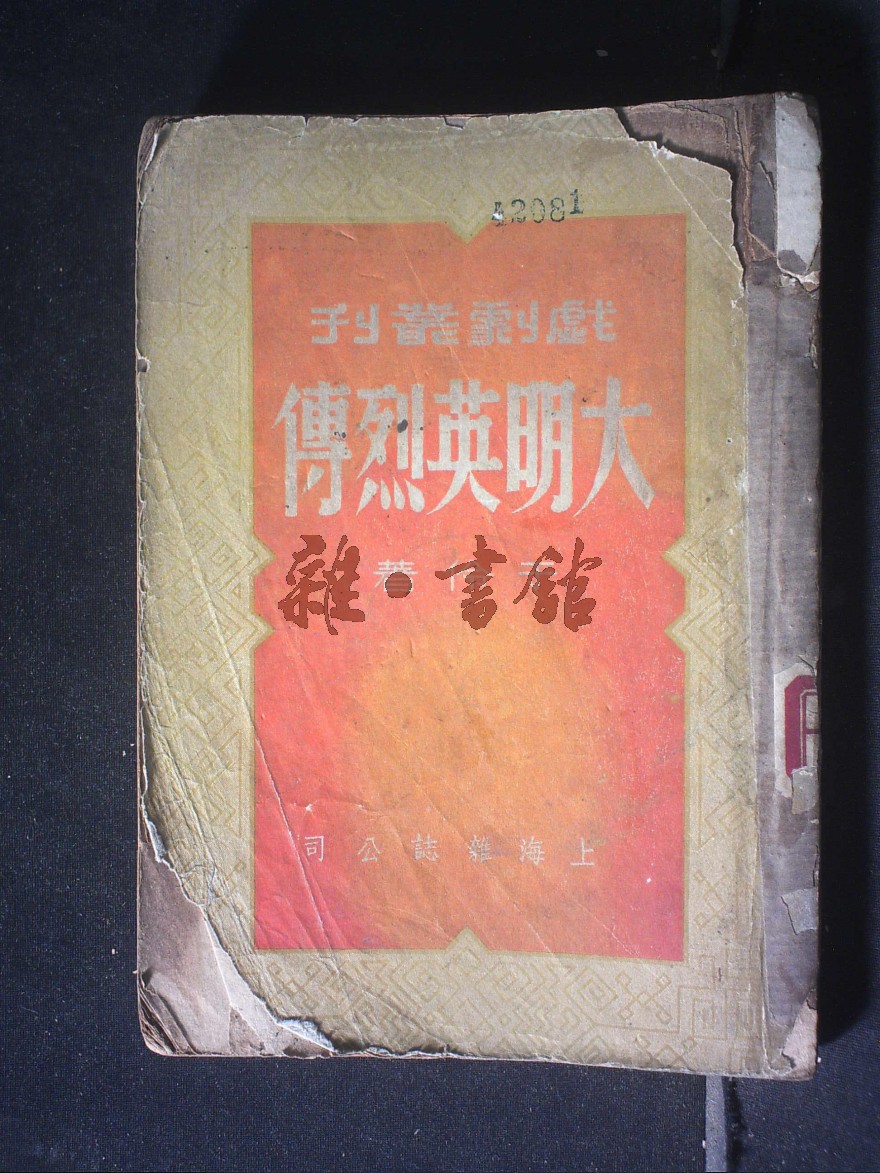 42081
戲劇叢刊
大明英烈傳
著
雜·書館
上海雜誌公司